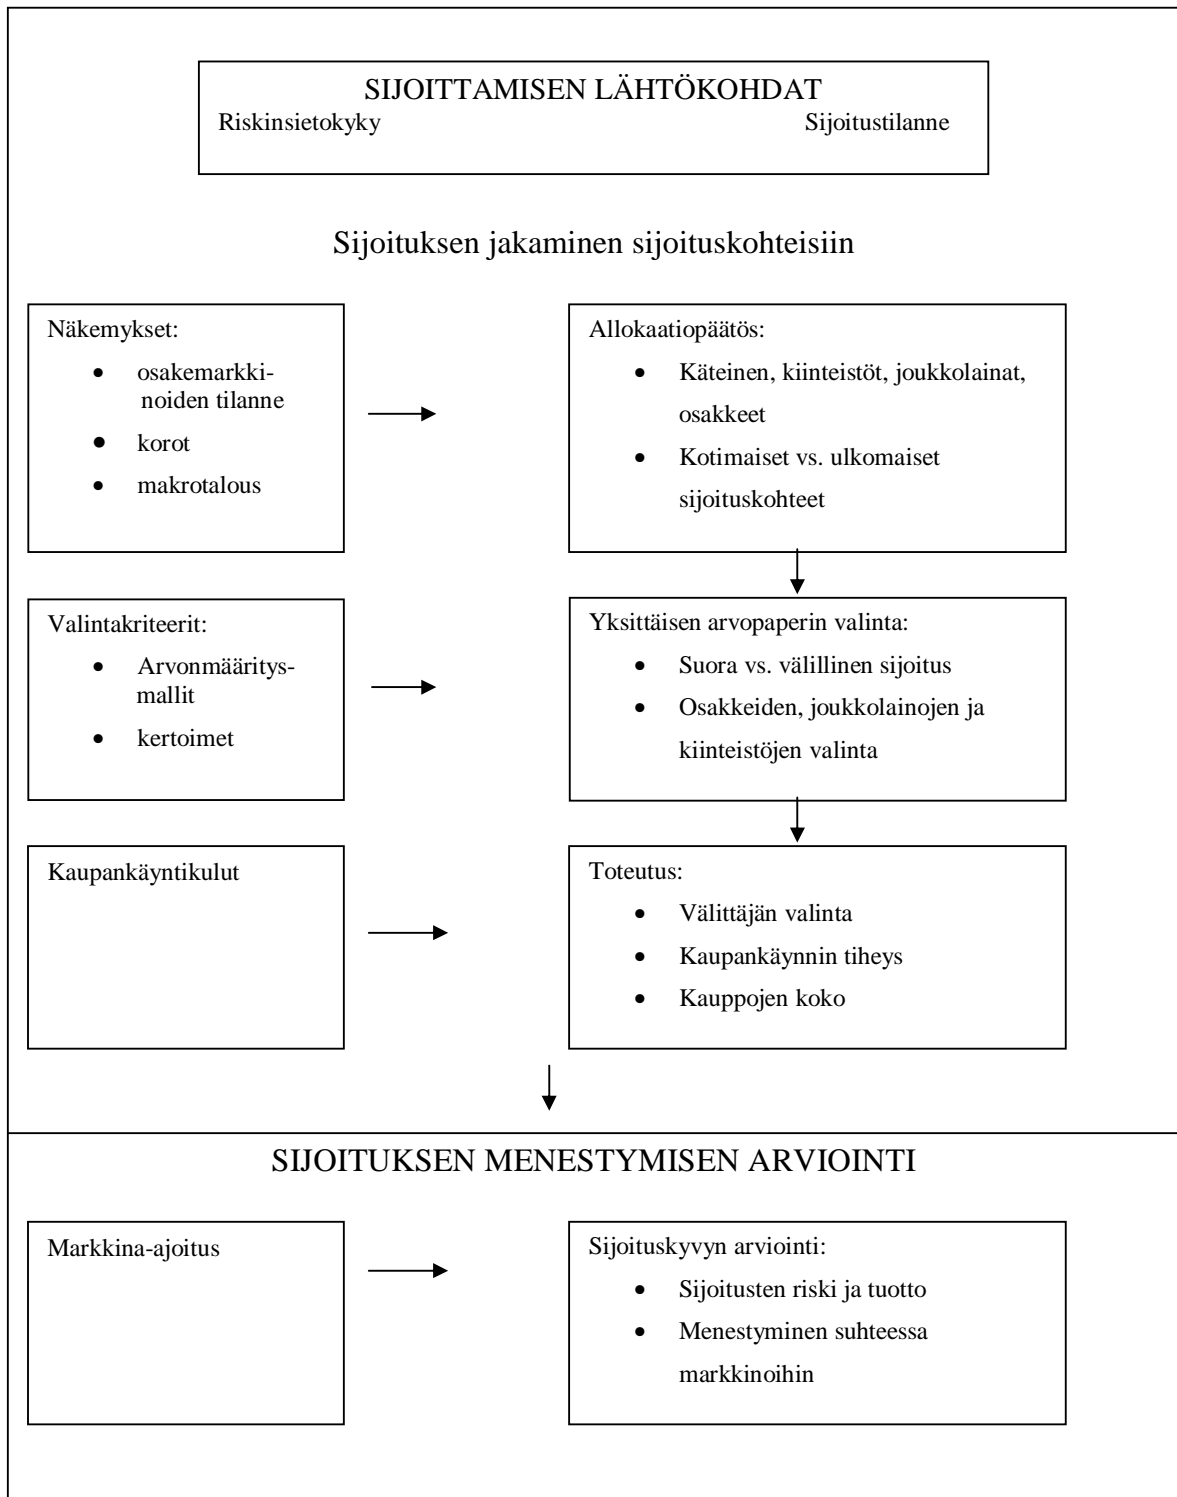 SIJOITTAMISEN LÄHTÖKOHDAT
Riskinsietokyky Sijoitustilanne
Sijoituksen jakaminen sijoituskohteisiin
Näkemykset:
• osakemarkki-
noiden tilanne
• korot
• makrotalous
Allokaatiopäätös:
• Käteinen, kiinteistöt, joukkolainat,
osakkeet
• Kotimaiset vs. ulkomaiset
sijoituskohteet
Valintakriteerit:
• Arvonmääritys-
mallit
• kertoimet
Yksittäisen arvopaperin valinta:
• Suora vs. välillinen sijoitus
• Osakkeiden, joukkolainojen ja
kiinteistöjen valinta
Kaupankäyntikulut
Toteutus:
• Välittäjän valinta
• Kaupankäynnin tiheys
• Kauppojen koko
SIJOITUKSEN MENESTYMISEN ARVIOINTI
Markkina-ajoitus
Sijoituskyvyn arviointi:
• Sijoitusten riski ja tuotto
• Menestyminen suhteessa
markkinoihin